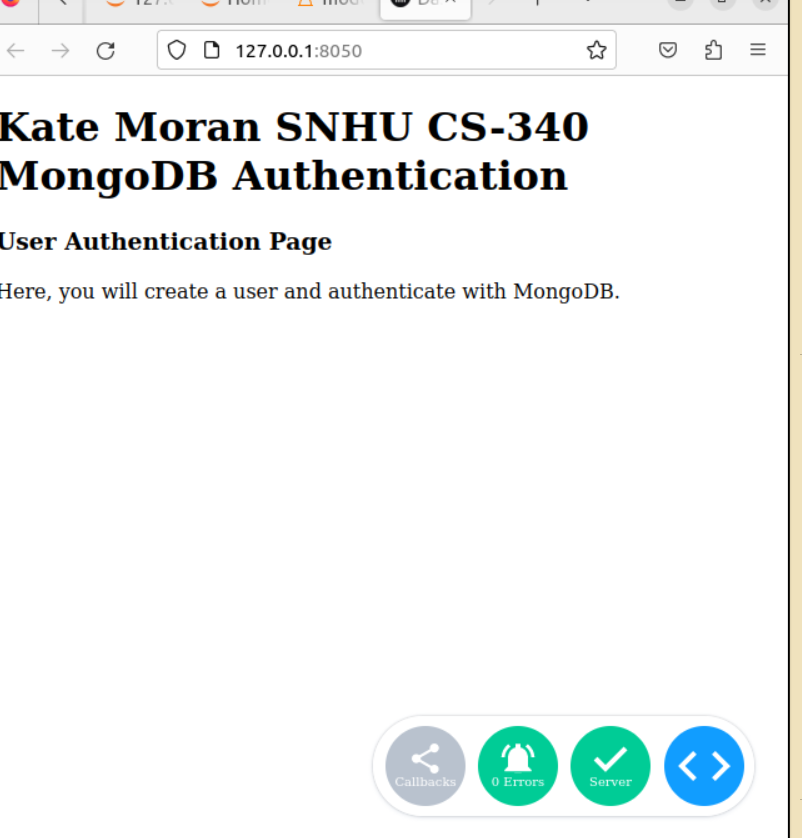 127.0.0.1:8050
Kate Moran SNHU CS-340
MongoDB Authentication
User Authentication Page
Here, you will create a user and authenticate with MongoDB.
Callbacks
0 Errors
Server